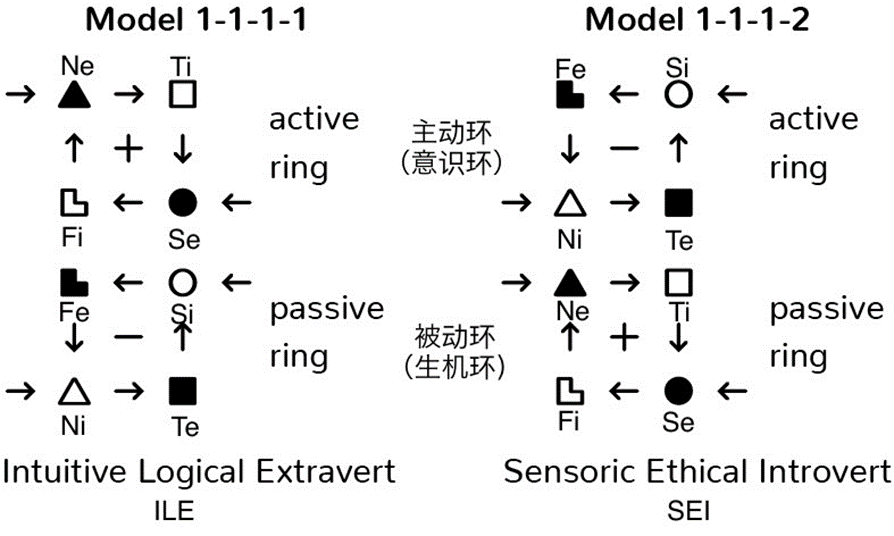 Model 1-1-1-1
Ne Ti
active
ring
Fi Se
Fe Si
passive
ring
Ni Te
Intuitive Logical Extravert
ILE
主动环
（意识环）
被动环
（生机环）
Model 1-1-1-2
Fe Si
active
ring
Ni Te
Ne Ti
passive
ring
Fi Se
Sensoric Ethical Introvert
SEI